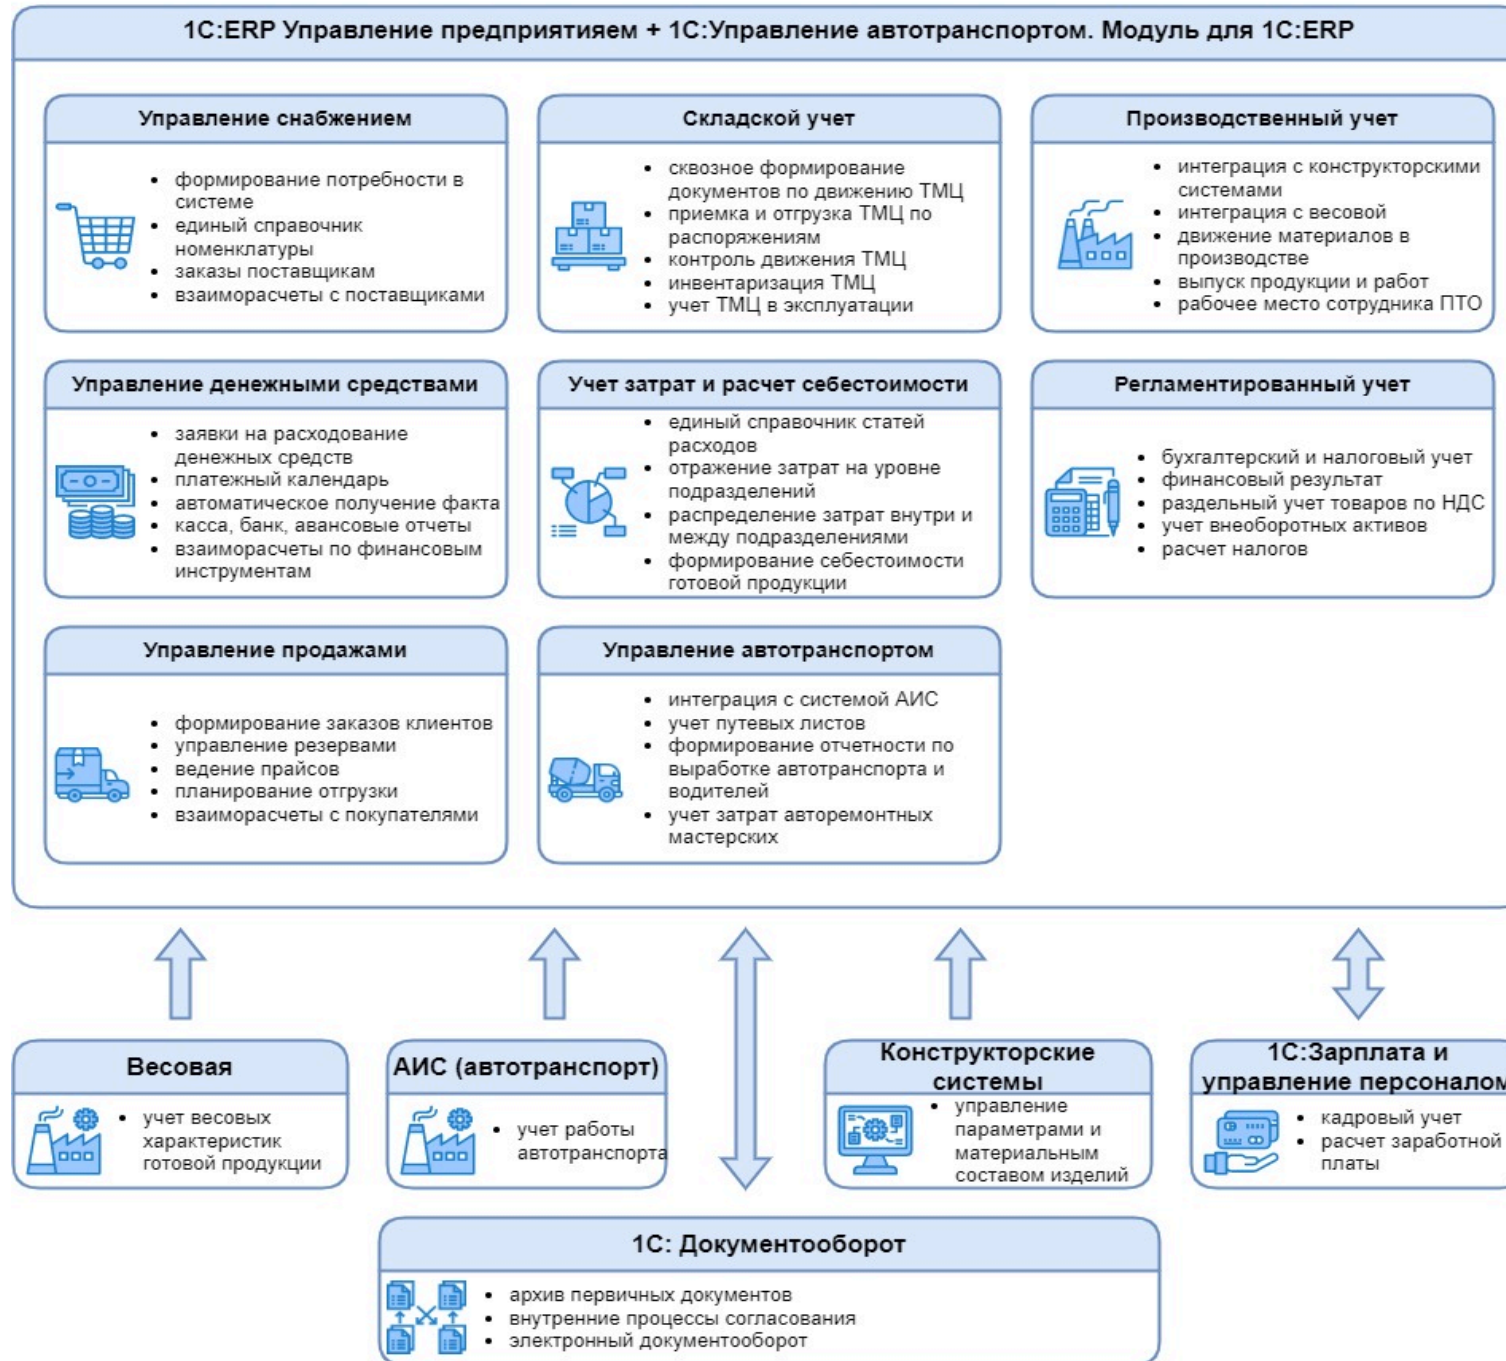 1С:ERP Управление предприятияем + 1С:Управление автотранспортом. Модуль для 1С:ERP
Управление снабжением
• формирование потребности в
системе
• единый справочник
номенклатуры
• заказы поставщикам
• взаиморасчеты с поставщиками
Складской учет
• сквозное формирование
документов по движению ТМЦ
• приемка и отгрузка ТМЦ по
распоряжениям
• контроль движения ТМЦ
• инвентаризация ТМЦ
• учет ТМЦ в эксплуатации
Производственный учет
• интеграция с конструкторскими
системами
• интеграция с весовой
• движение материалов в
производстве
• выпуск продукции и работ
• рабочее место сотрудника ПТО
Управление денежными средствами
• заявки на расходование
денежных средств
• платежный календарь
• автоматическое получение факта
• касса, банк, авансовые отчеты
• взаиморасчеты по финансовым
инструментам
Учет затрат и расчет себестоимости
• единый справочник статей
расходов
• отражение затрат на уровне
подразделений
• распределение затрат внутри и
между подразделениями
• формирование себестоимости
готовой продукции
Регламентированный учет
• бухгалтерский и налоговый учет
• финансовый результат
• раздельный учет товаров по НДС
• учет внеоборотных активов
• расчет налогов
Управление продажами
• формирование заказов клиентов
• управление резервами
• ведение прайсов
• планирование отгрузки
• взаиморасчеты с покупателями
Управление автотранспортом
• интеграция с системой АИС
• учет путевых листов
• формирование отчетности по
выработке автотранспорта и
водителей
• учет затрат авторемонтных
мастерских
Весовая
• учет весовых
характеристик
готовой продукции
АИС (автотранспорт)
• учет работы
автотранспорта
Конструкторские
системы
• управление
параметрами и
материальным
составом изделий
1С:Зарплата и
управление персоналом
• кадровый учет
• расчет заработной
платы
1С: Документооборот
• архив первичных документов
• внутренние процессы согласования
• электронный документооборот